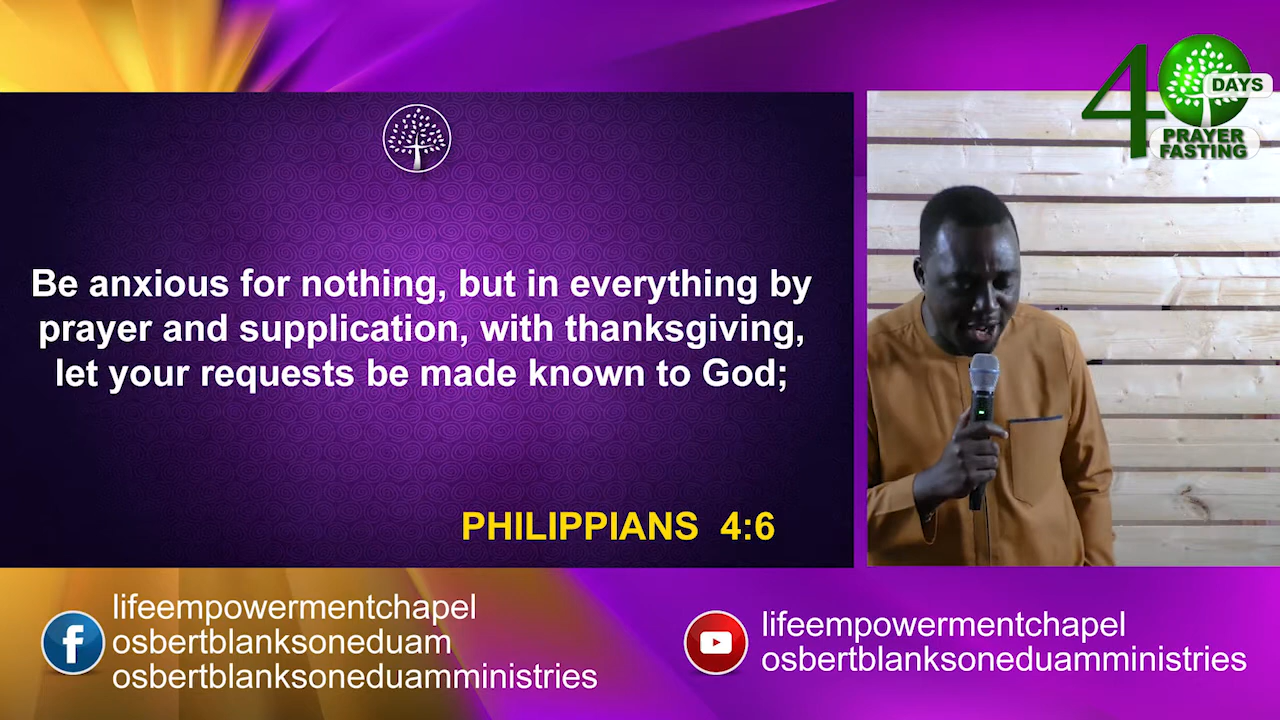 40
DAYS
PRAYER
FASTING
Be anxious for nothing, but in everything by
prayer and supplication, with thanksgiving,
let your requests be made known to God;
PHILIPPIANS 4:6
lifeempowermentchapel
osbertblanksoneduam
osbertblanksoneduamministries
lifeempowermentchapel
osbertblanksoneduamministries